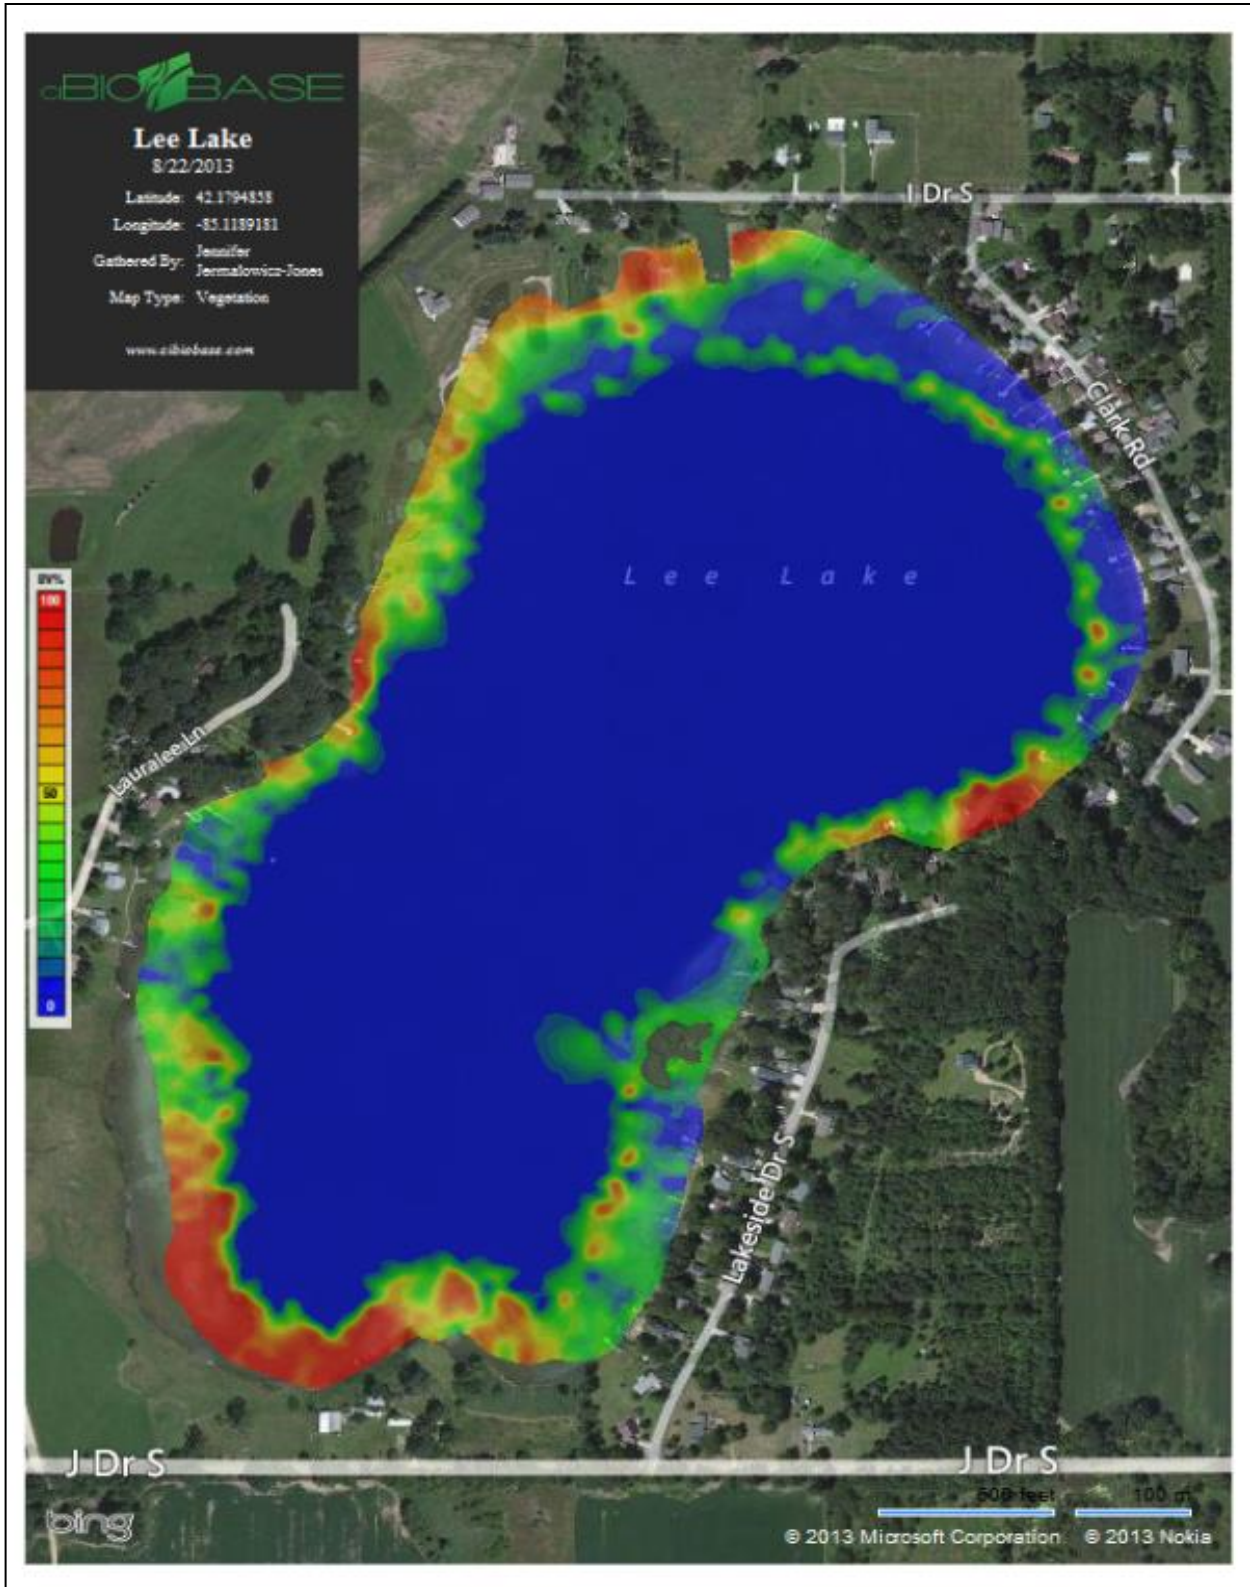 ciBIOBASE
Lee Lake
8/22/2013
Latitude: 42.1794858
Longitude: -85.1189181
Gathered By: Jennifer
Jermalowicz-Jones
Map Type: Vegetation
www.cibiobase.com
I Dr S
Clark Rd
Lee Lake
BV%
100
50
0
Lauralee Ln
Lakeside Dr S
J Dr S
J Dr S
bing
500 feet
100 m
© 2013 Microsoft Corporation
© 2013 Nokia